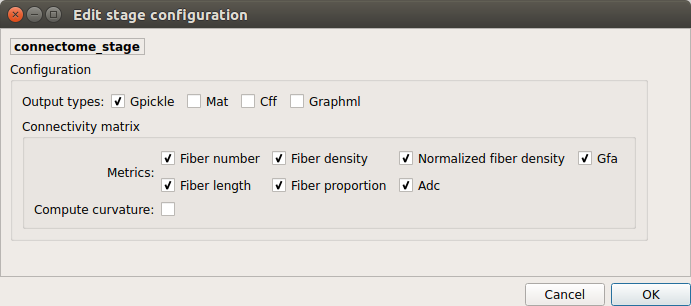 Edit stage configuration
connectome_stage
Configuration
Output types: Gpickle Mat Cff Graphml
Connectivity matrix
Metrics: Fiber number Fiber density Normalized fiber density Gfa
Fiber length Fiber proportion Adc
Compute curvature:
Cancel OK